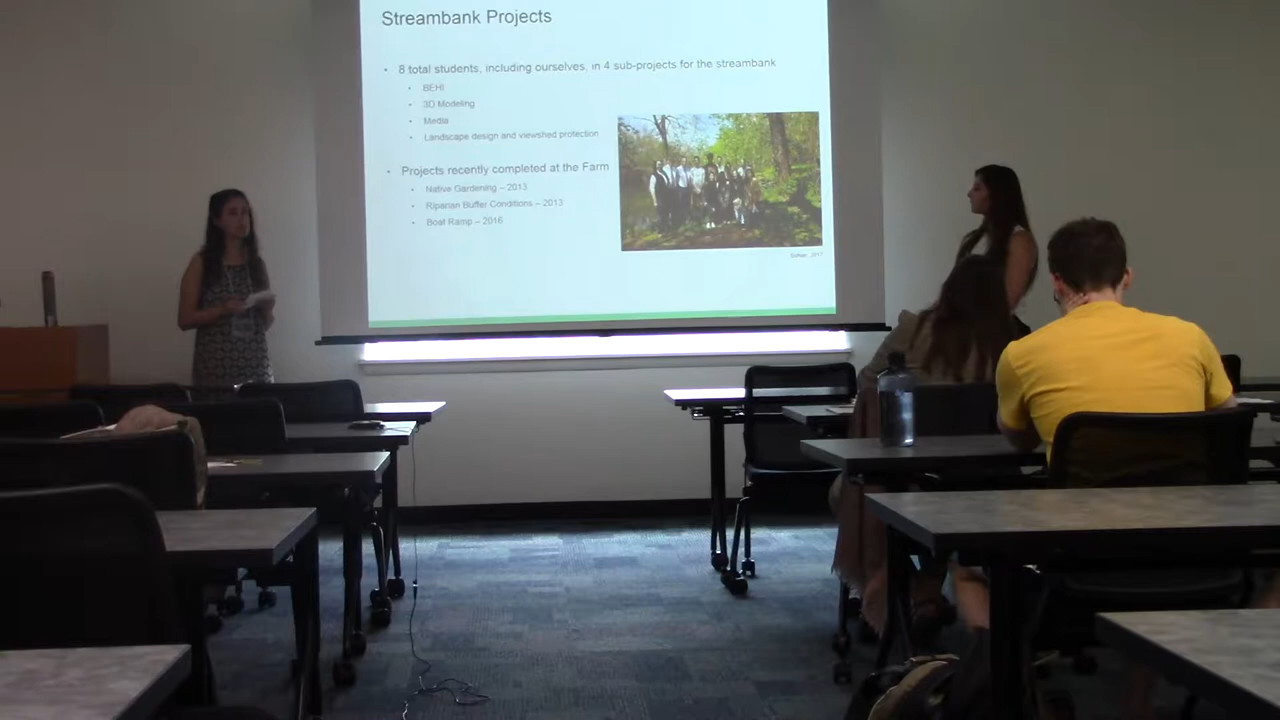 Streambank Projects
• 8 total students, including ourselves, in 4 sub-projects for the streambank
• BEHI
• 3D Modeling
• Media
• Landscape design and viewshed protection
• Projects recently completed at the Farm
• Native Gardening – 2013
• Riparian Buffer Conditions – 2013
• Boat Ramp – 2016